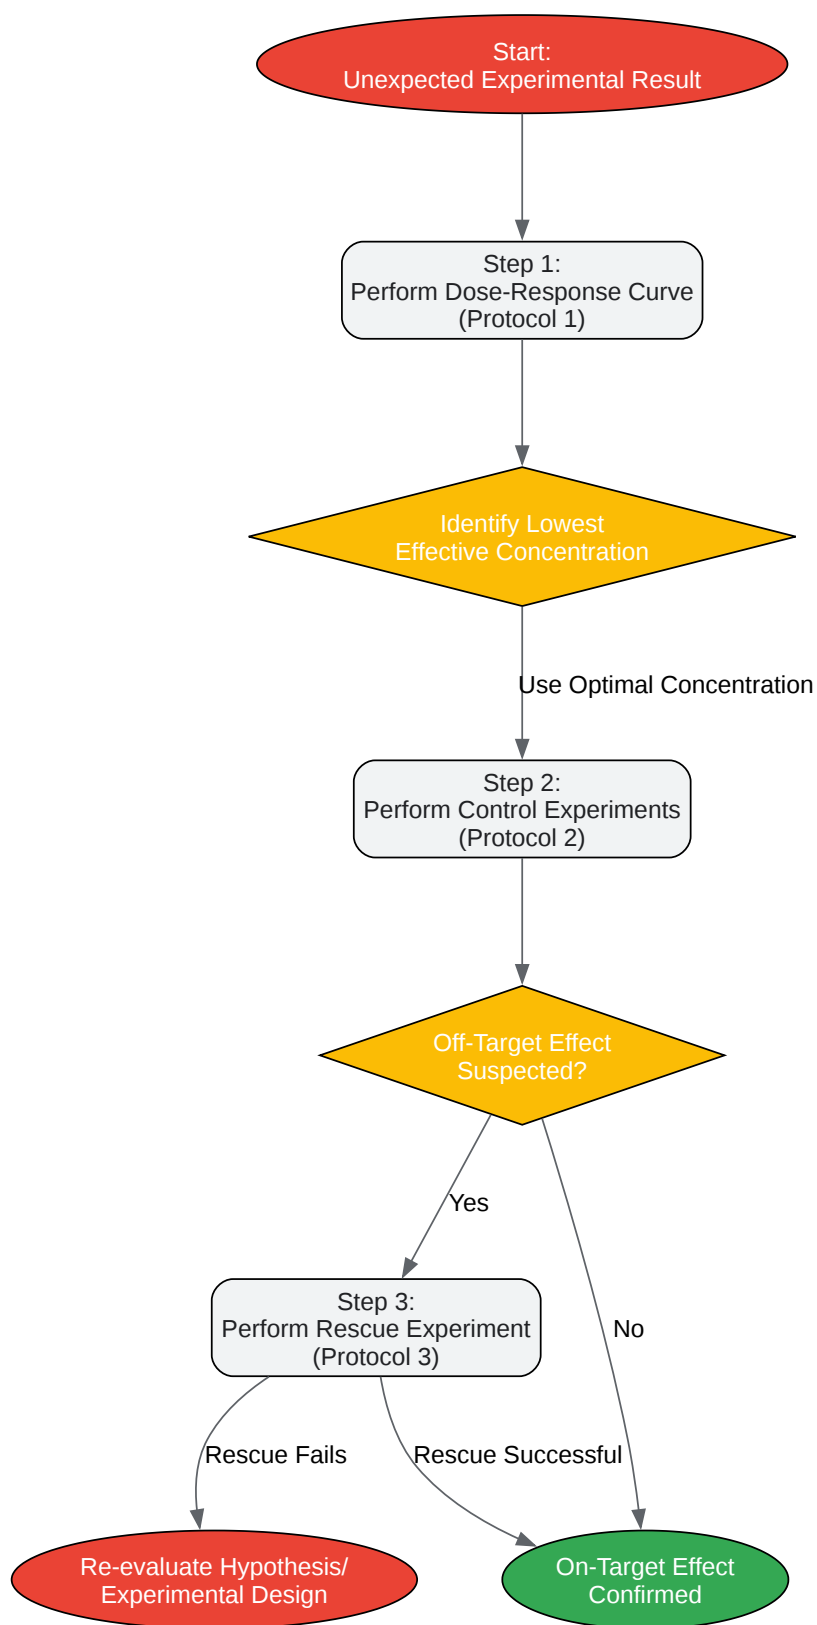 Start:
Unexpected Experimental Result
Step 1:
Perform Dose-Response Curve
(Protocol 1)
Identify Lowest
Effective Concentration
Use Optimal Concentration
Step 2:
Perform Control Experiments
(Protocol 2)
Off-Target Effect
Suspected?
Yes
Step 3:
Perform Rescue Experiment
(Protocol 3)
No
Rescue Fails
Rescue Successful
Re-evaluate Hypothesis/
Experimental Design
On-Target Effect
Confirmed